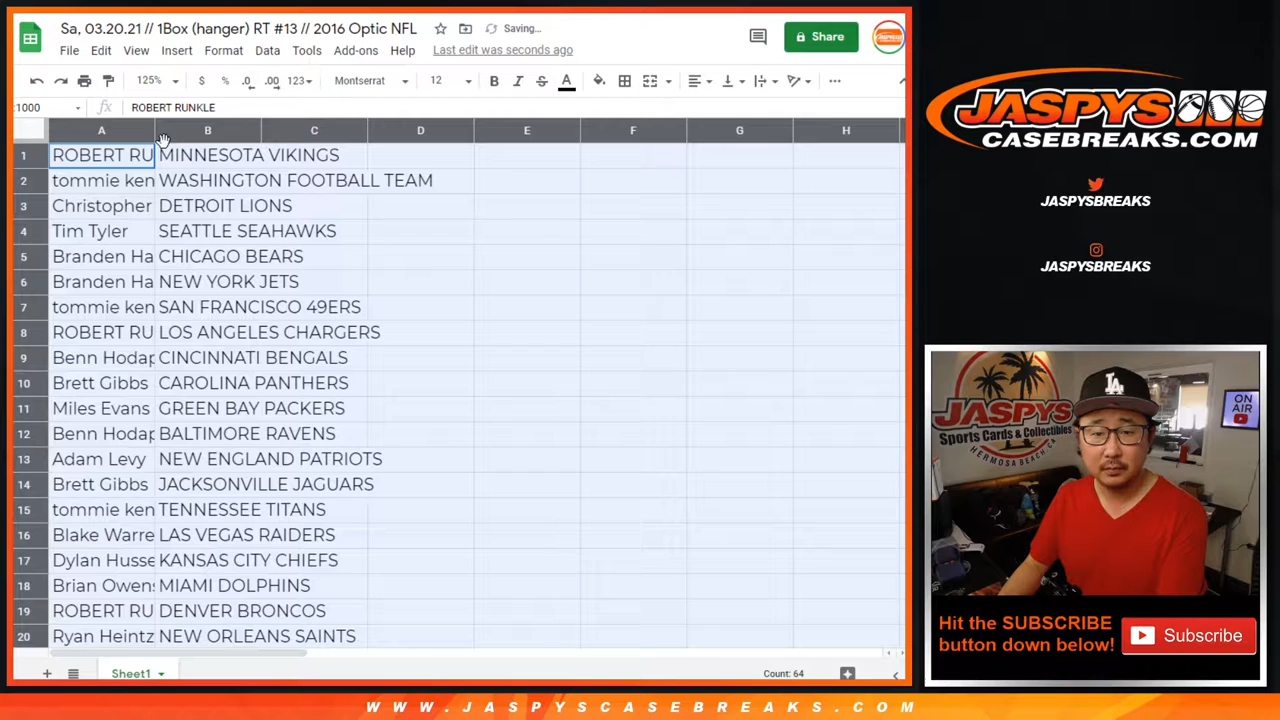 Sa, 03.20.21 // 1Box (hanger) RT #13 // 2016 Optic NFL Saving...
File Edit View Insert Format Data Tools Add-ons Help Last edit was seconds ago
Share
125% $ % .0 .00 123 Montserrat 12 B I S A
:1000 fx ROBERT RUNKLE
A B C D E F G H
1 ROBERT RU MINNESOTA VIKINGS
2 tommie ken WASHINGTON FOOTBALL TEAM
3 Christopher DETROIT LIONS
4 Tim Tyler SEATTLE SEAHAWKS
5 Branden Ha CHICAGO BEARS
6 Branden Ha NEW YORK JETS
7 tommie ken SAN FRANCISCO 49ERS
8 ROBERT RU LOS ANGELES CHARGERS
9 Benn Hodap CINCINNATI BENGALS
10 Brett Gibbs CAROLINA PANTHERS
11 Miles Evans GREEN BAY PACKERS
12 Benn Hodap BALTIMORE RAVENS
13 Adam Levy NEW ENGLAND PATRIOTS
14 Brett Gibbs JACKSONVILLE JAGUARS
15 tommie ken TENNESSEE TITANS
16 Blake Warre LAS VEGAS RAIDERS
17 Dylan Husse KANSAS CITY CHIEFS
18 Brian Owens MIAMI DOLPHINS
19 ROBERT RU DENVER BRONCOS
20 Ryan Heintz NEW ORLEANS SAINTS
Sheet1 Count: 64
JASPYS
CASEBREAKS.COM
JASPYSBREAKS
JASPYSBREAKS
JASPYS
Sports Cards & Collectibles
HERMOSA BEACH, CA
LA
ON
AIR
Hit the SUBSCRIBE
button down below!
Subscribe
WWW.JASPYSCASEBREAKS.COM